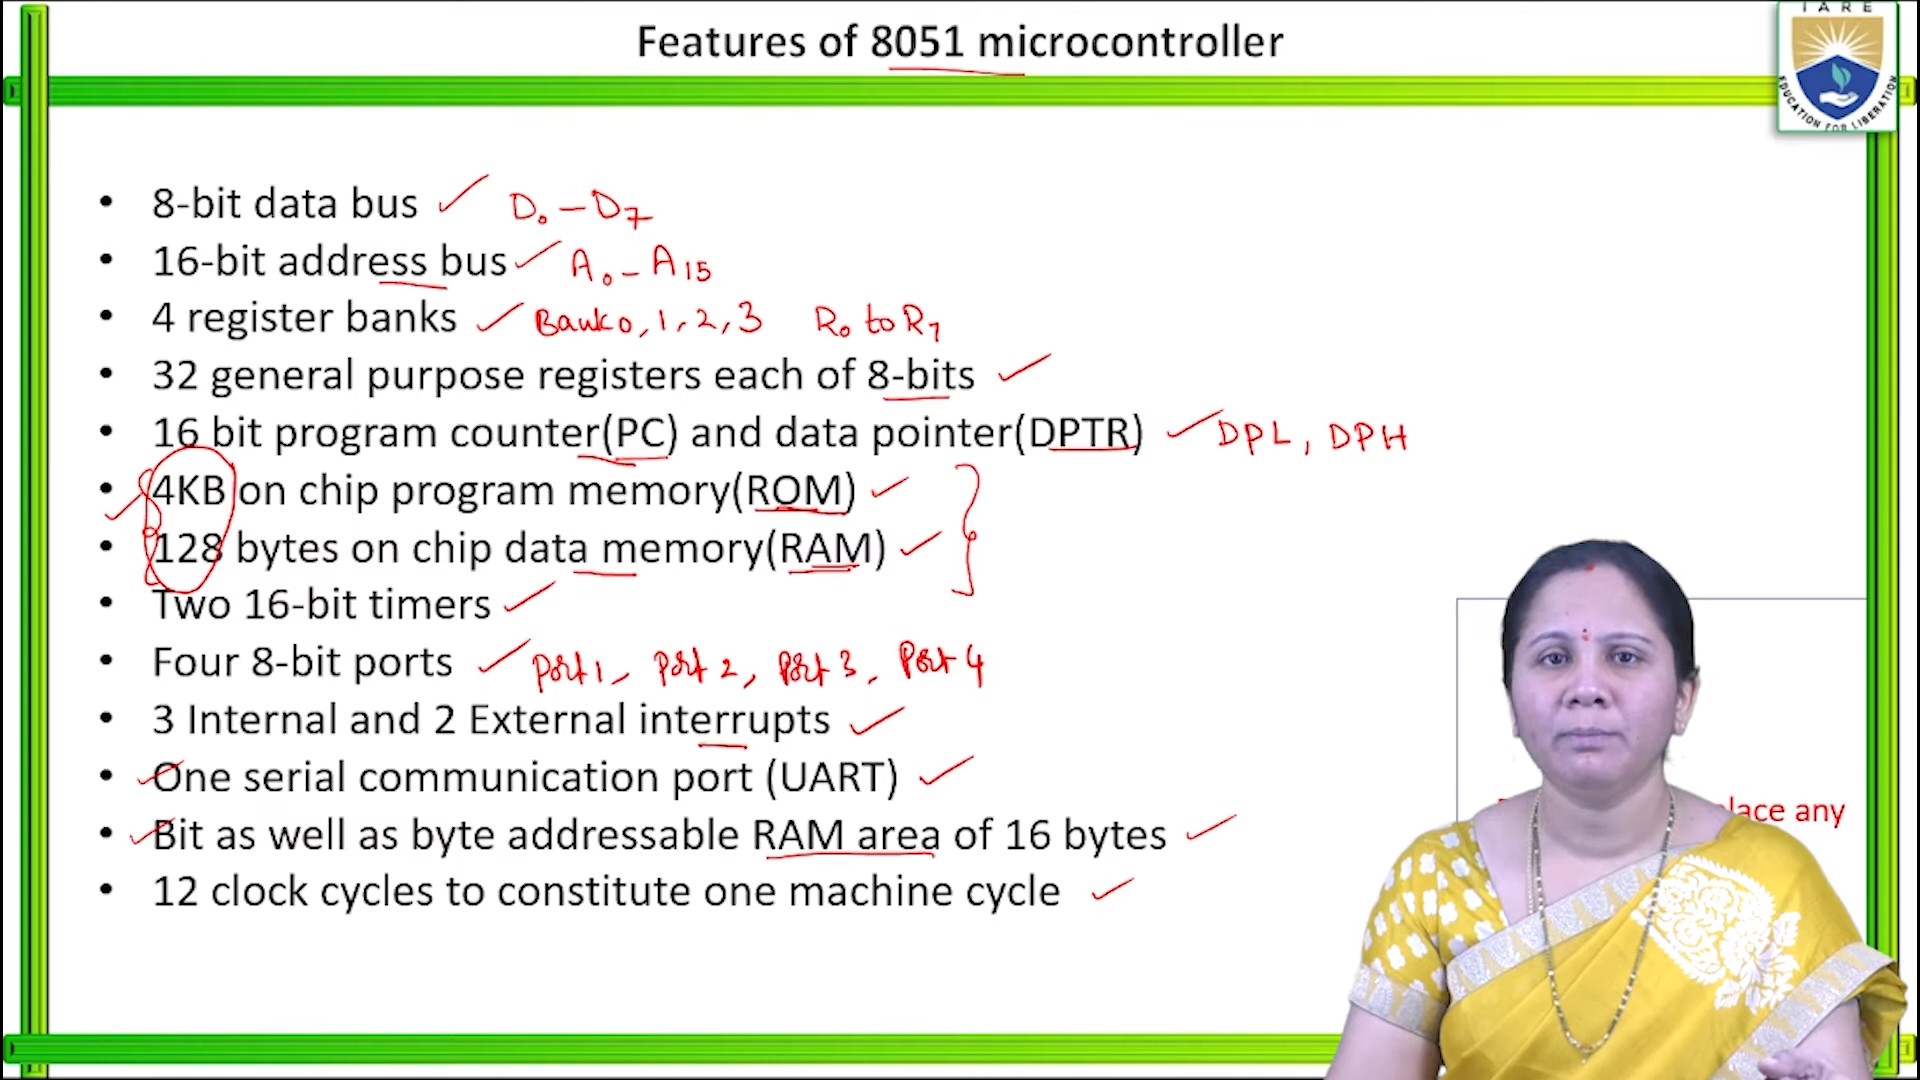 Features of 8051 microcontroller
IARE
EDUCATION FOR LIBERATION
• 8-bit data bus D0 – D7
• 16-bit address bus A0 – A15
• 4 register banks Bank0, 1, 2, 3 R0 to R7
• 32 general purpose registers each of 8-bits
• 16 bit program counter(PC) and data pointer(DPTR) DPL, DPH
• 4KB on chip program memory(ROM)
• 128 bytes on chip data memory(RAM)
• Two 16-bit timers
• Four 8-bit ports Port 1, Port 2, Port 3, Port 4
• 3 Internal and 2 External interrupts
• One serial communication port (UART)
• Bit as well as byte addressable RAM area of 16 bytes
• 12 clock cycles to constitute one machine cycle
any